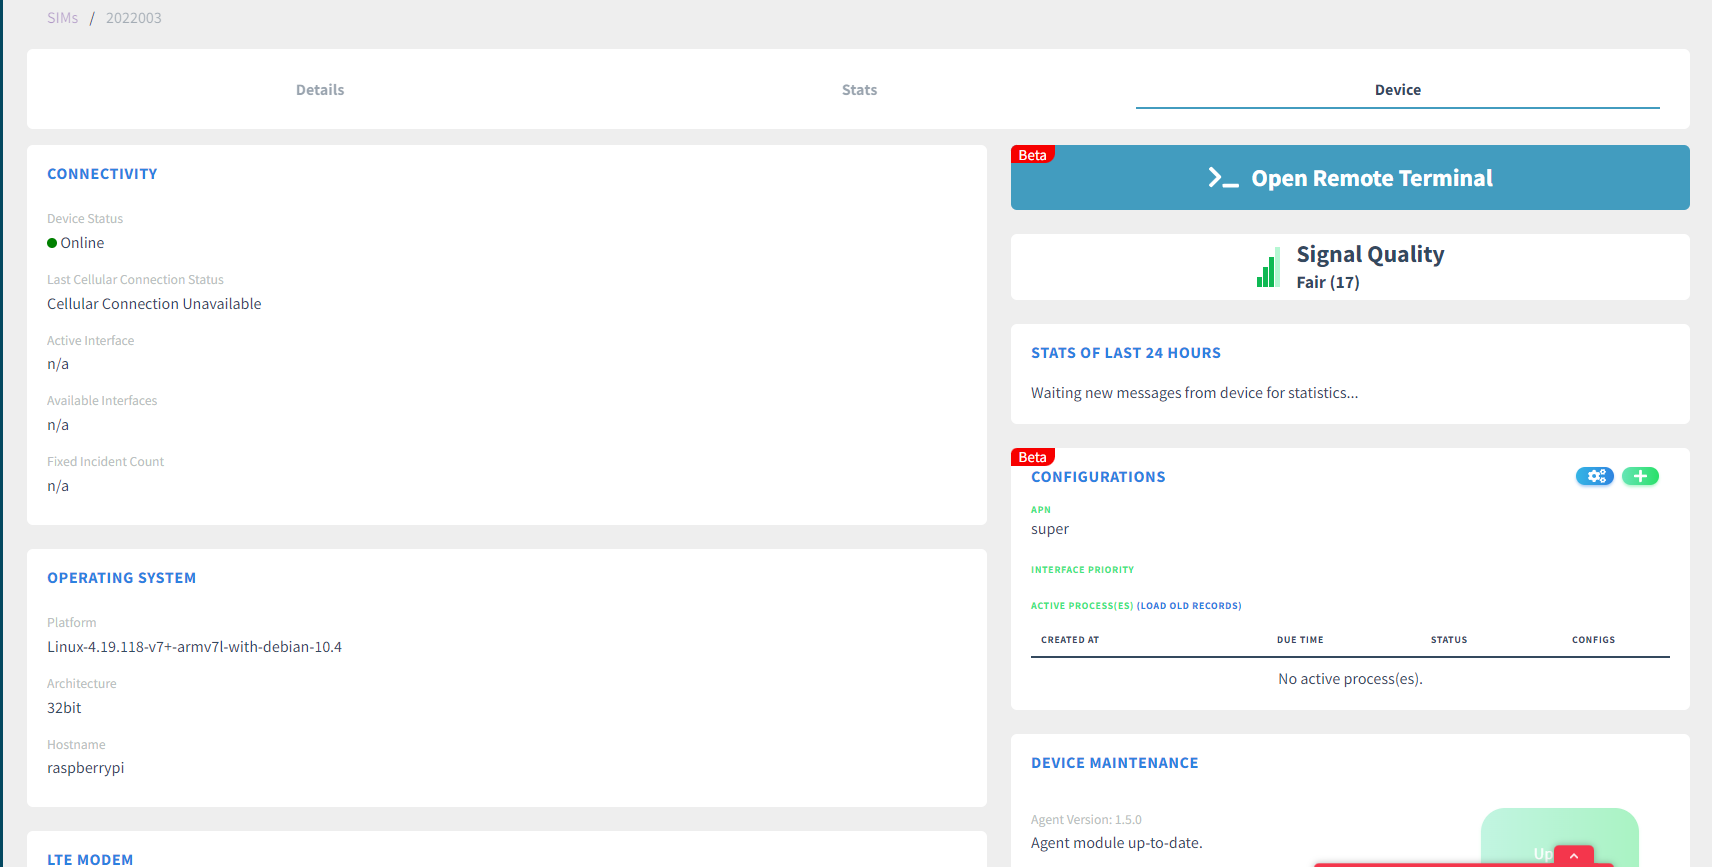 SIMs / 2022003
Details
Stats
Device
CONNECTIVITY
Device Status
Online
Last Cellular Connection Status
Cellular Connection Unavailable
Active Interface
n/a
Available Interfaces
n/a
Fixed Incident Count
n/a
OPERATING SYSTEM
Platform
Linux-4.19.118-v7+-armv7l-with-debian-10.4
Architecture
32bit
Hostname
raspberrypi
LTE MODEM
Beta
Open Remote Terminal
Signal Quality
Fair (17)
STATS OF LAST 24 HOURS
Waiting new messages from device for statistics...
Beta
CONFIGURATIONS
APN
super
INTERFACE PRIORITY
ACTIVE PROCESS(ES) (LOAD OLD RECORDS)
CREATED AT DUE TIME STATUS CONFIGS
No active process(es).
DEVICE MAINTENANCE
Agent Version: 1.5.0
Agent module up-to-date.